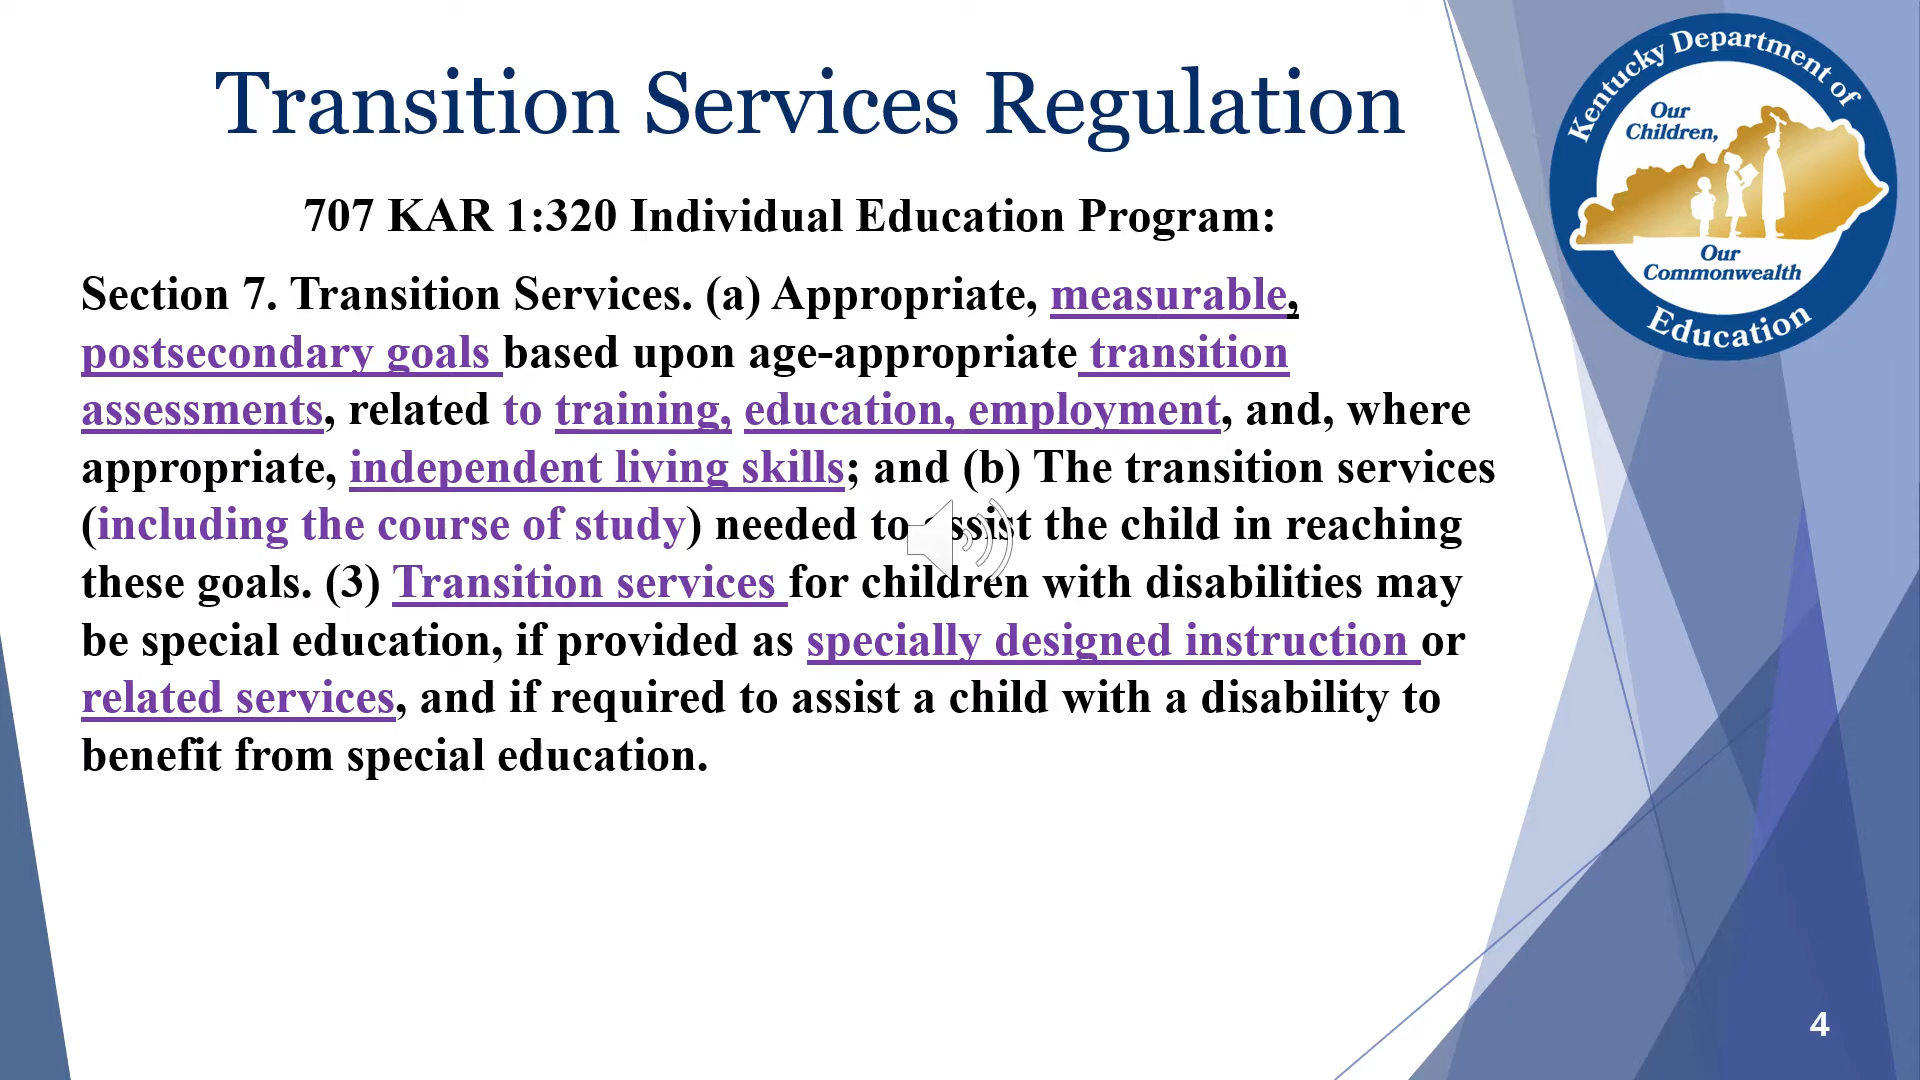 Transition Services Regulation
707 KAR 1:320 Individual Education Program:
Section 7. Transition Services. (a) Appropriate, measurable,
postsecondary goals based upon age-appropriate transition
assessments, related to training, education, employment, and, where
appropriate, independent living skills; and (b) The transition services
(including the course of study) needed to assist the child in reaching
these goals. (3) Transition services for children with disabilities may
be special education, if provided as specially designed instruction or
related services, and if required to assist a child with a disability to
benefit from special education.
Kentucky Department of
Our
Children,
Our
Commonwealth
Education
4